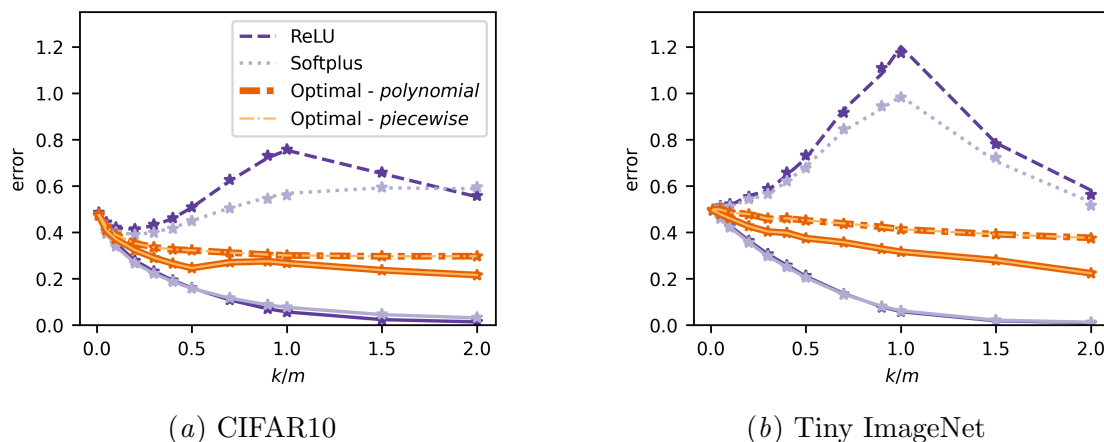 error
1.2
1.0
0.8
0.6
0.4
0.2
0.0
ReLU
Softplus
Optimal - polynomial
Optimal - piecewise
0.0 0.5 1.0 1.5 2.0
k/m
(a) CIFAR10
error
1.2
1.0
0.8
0.6
0.4
0.2
0.0
0.0 0.5 1.0 1.5 2.0
k/m
(b) Tiny ImageNet